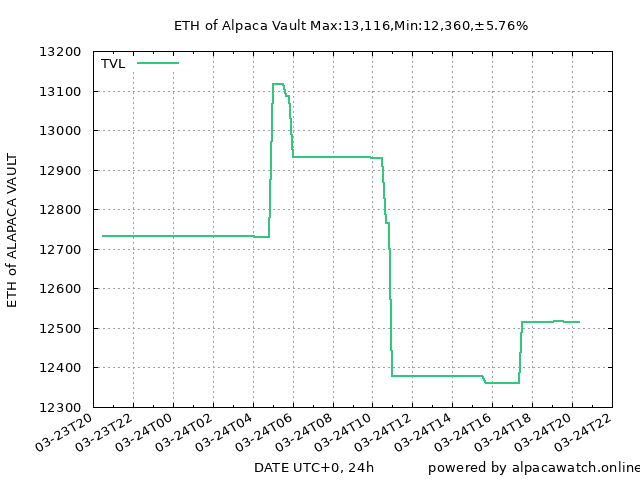 ETH of Alpaca Vault Max:13,116,Min:12,360,±5.76%
TVL
13200
13100
13000
12900
12800
12700
12600
12500
12400
12300
ETH of ALAPACA VAULT
03-23T20
03-23T22
03-24T00
03-24T02
03-24T04
03-24T06
03-24T08
03-24T10
03-24T12
03-24T14
03-24T16
03-24T18
03-24T20
03-24T22
DATE UTC+0, 24h
powered by alpacawatch.online